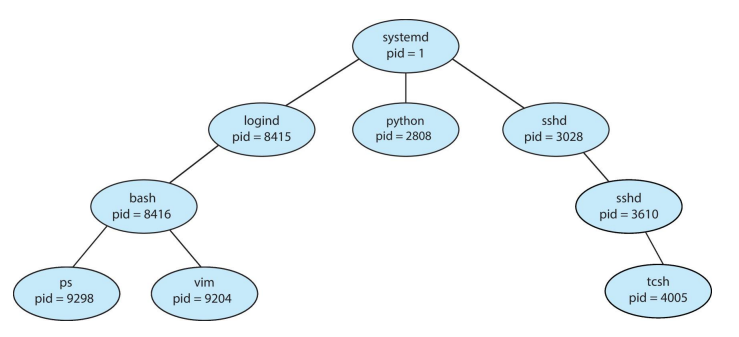 systemd
pid = 1
logind
pid = 8415
python
pid = 2808
sshd
pid = 3028
bash
pid = 8416
sshd
pid = 3610
ps
pid = 9298
vim
pid = 9204
tcsh
pid = 4005